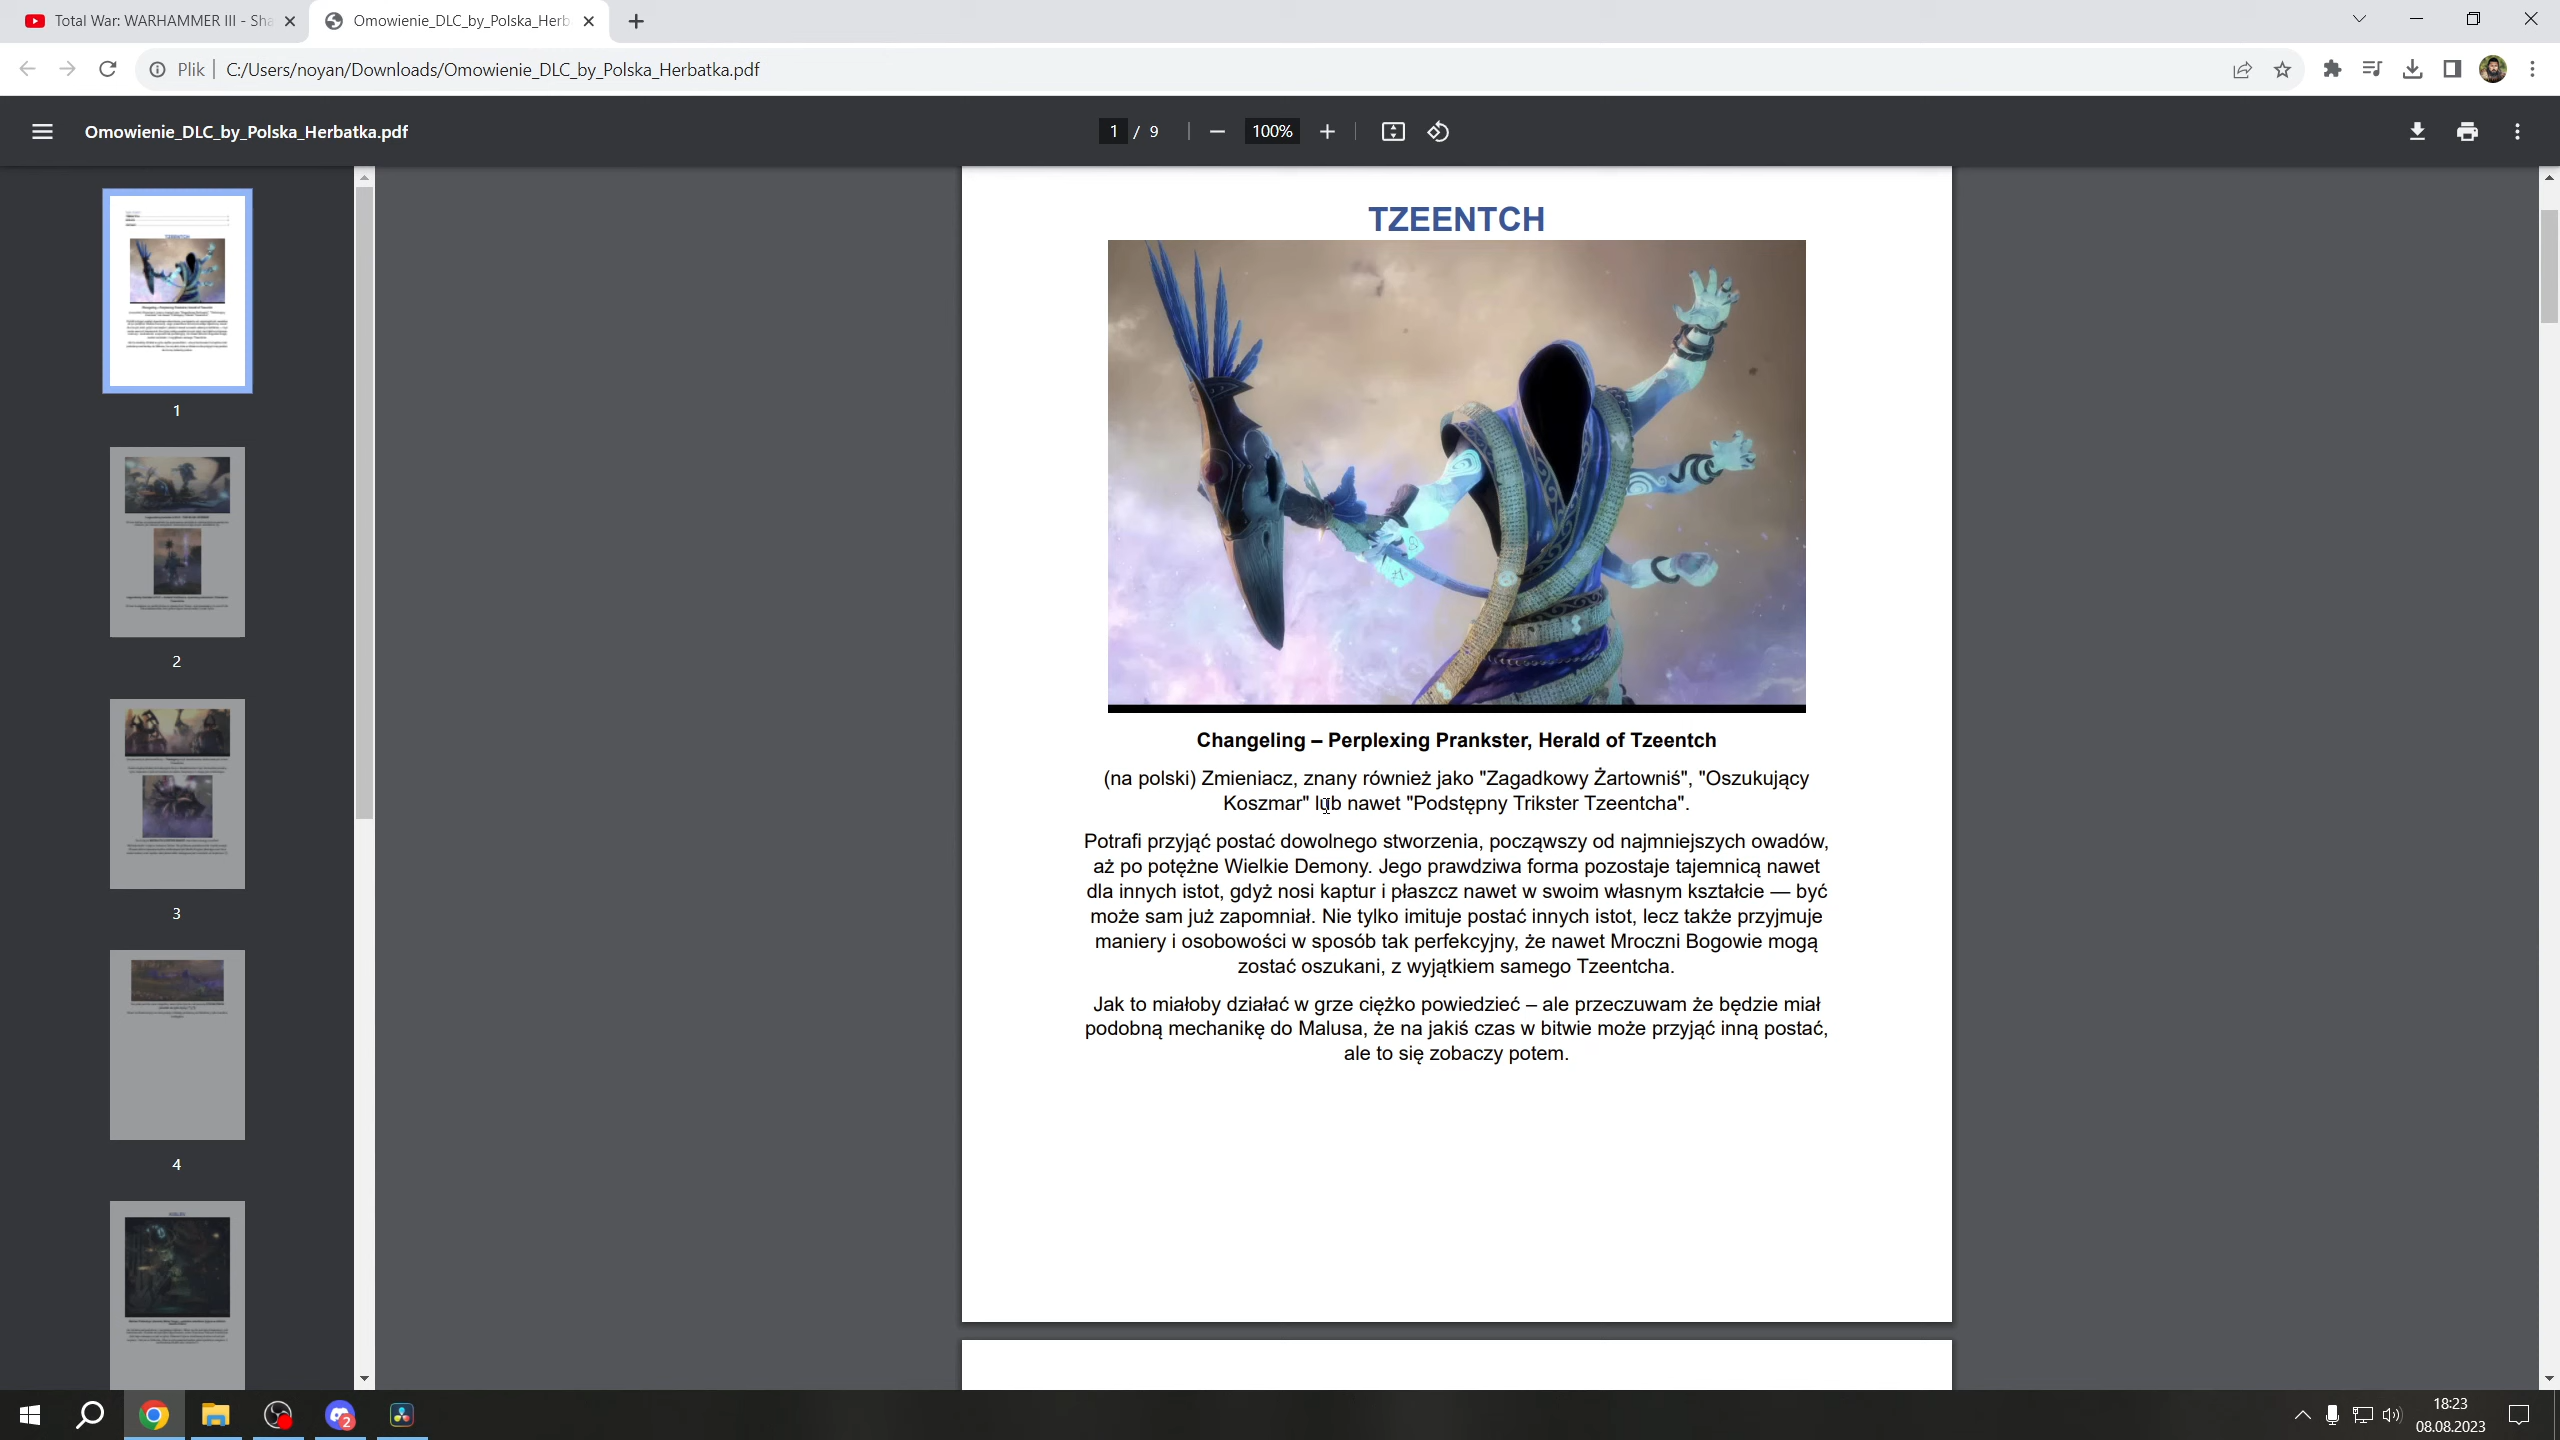 Total War: WARHAMMER III - Sha
Omowienie_DLC_by_Polska_Herb
Plik
C:/Users/noyan/Downloads/Omowienie_DLC_by_Polska_Herbatka.pdf
Omowienie_DLC_by_Polska_Herbatka.pdf
1 / 9
100%
1
2
3
4
TZEENTCH
Changeling – Perplexing Prankster, Herald of Tzeentch
(na polski) Zmieniacz, znany również jako "Zagadkowy Żartowniś", "Oszukujący
Koszmar" lub nawet "Podstępny Trikster Tzeentcha".
Potrafi przyjąć postać dowolnego stworzenia, począwszy od najmniejszych owadów,
aż po potężne Wielkie Demony. Jego prawdziwa forma pozostaje tajemnicą nawet
dla innych istot, gdyż nosi kaptur i płaszcz nawet w swoim własnym kształcie — być
może sam już zapomniał. Nie tylko imituje postać innych istot, lecz także przyjmuje
maniery i osobowości w sposób tak perfekcyjny, że nawet Mroczni Bogowie mogą
zostać oszukani, z wyjątkiem samego Tzeentcha.
Jak to miałoby działać w grze ciężko powiedzieć – ale przeczuwam że będzie miał
podobną mechanikę do Malusa, że na jakiś czas w bitwie może przyjąć inną postać,
ale to się zobaczy potem.
2
18:23
08.08.2023